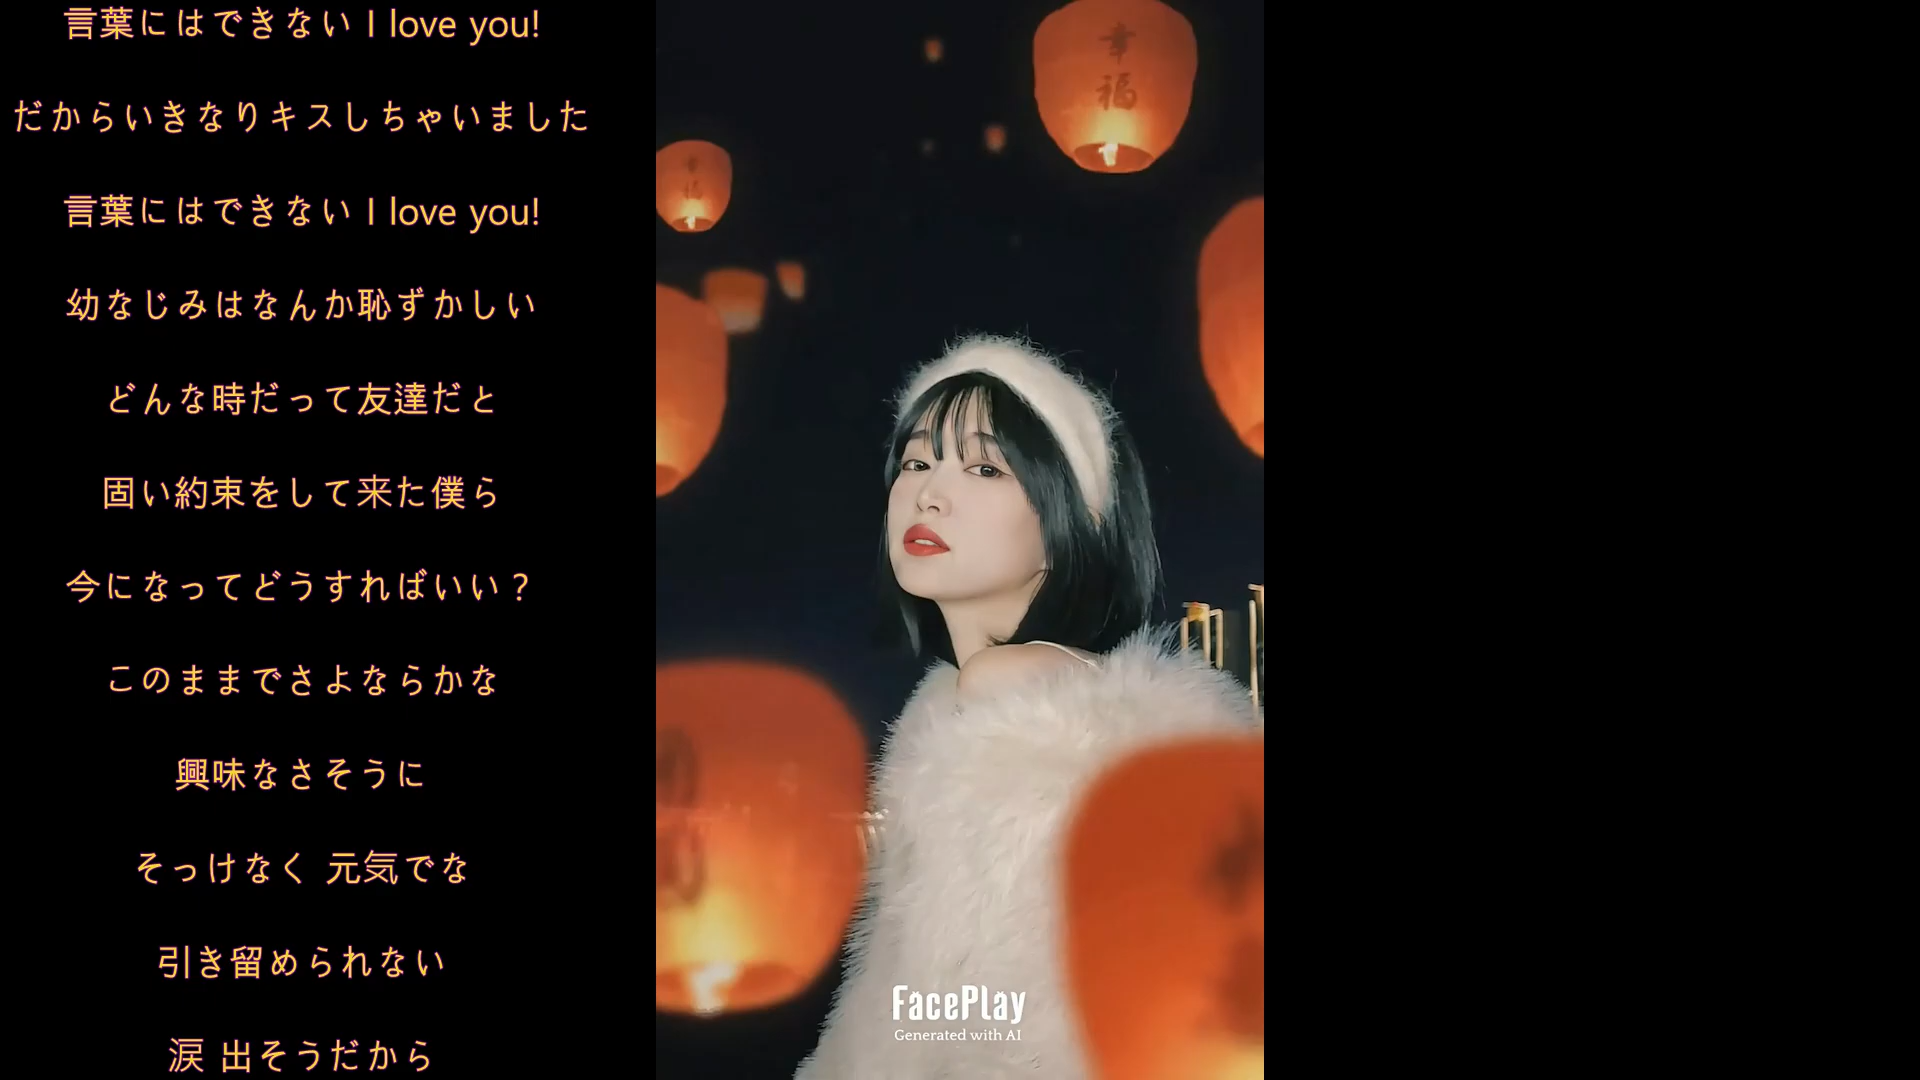 言葉にはできない I love you!
だからいきなりキスしちゃいました
言葉にはできない I love you!
幼なじみはなんか恥ずかしい
どんな時だって友達だと
固い約束をして来た僕ら
今になってどうすればいい？
このままでさよならかな
興味なさそうに
そっけなく 元気でな
引き留められない
涙 出そうだから
幸福
幸福
FacePlay
Generated with AI